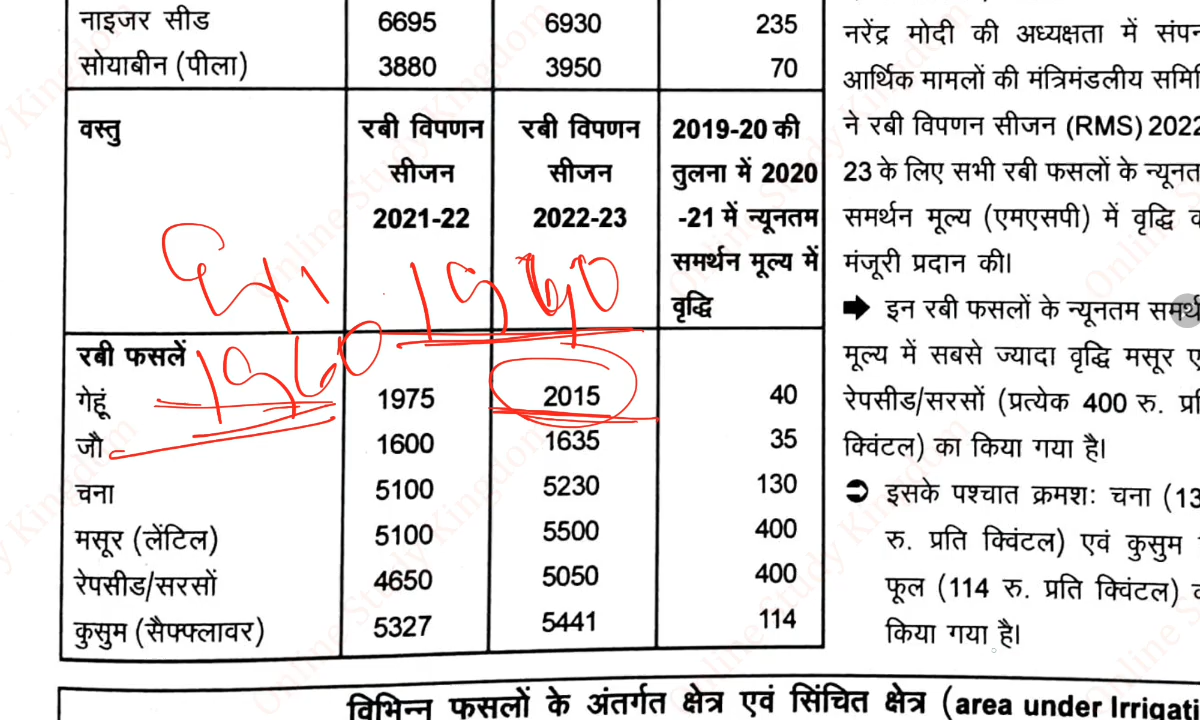 नाइजर सीड 6695 6930 235
सोयाबीन (पीला) 3880 3950 70
वस्तु रबी विपणन सीजन 2021-22 रबी विपणन सीजन 2022-23 2019-20 की तुलना में 2020 -21 में न्यूनतम समर्थन मूल्य में वृद्धि
1960
रबी फसलें
1960
गेहूं 1975 2015 40
जौ 1600 1635 35
चना 5100 5230 130
मसूर (लेंटिल) 5100 5500 400
रेपसीड/सरसों 4650 5050 400
कुसुम (सैफ्फ्लावर) 5327 5441 114
नरेंद्र मोदी की अध्यक्षता में
आर्थिक मामलों की मंत्रिमंडलीय
ने रबी विपणन सीजन (RMS) 2022
23 के लिए सभी रबी फसलों के
समर्थन मूल्य (एमएसपी) में वृद्धि
मंजूरी प्रदान की।
➡ इन रबी फसलों के न्यूनतम
मूल्य में सबसे ज्यादा वृद्धि मसूर
रेपसीड/सरसों (प्रत्येक 400 रु.
क्विंटल) का किया गया है।
➲ इसके पश्चात क्रमश: चना (13
रु. प्रति क्विंटल) एवं कुसुम
फूल (114 रु. प्रति क्विंटल)
किया गया है।
विभिन्न फसलों के अंतर्गत क्षेत्र एवं सिंचित क्षेत्र (area under Irrigati
Online Study Kingdom